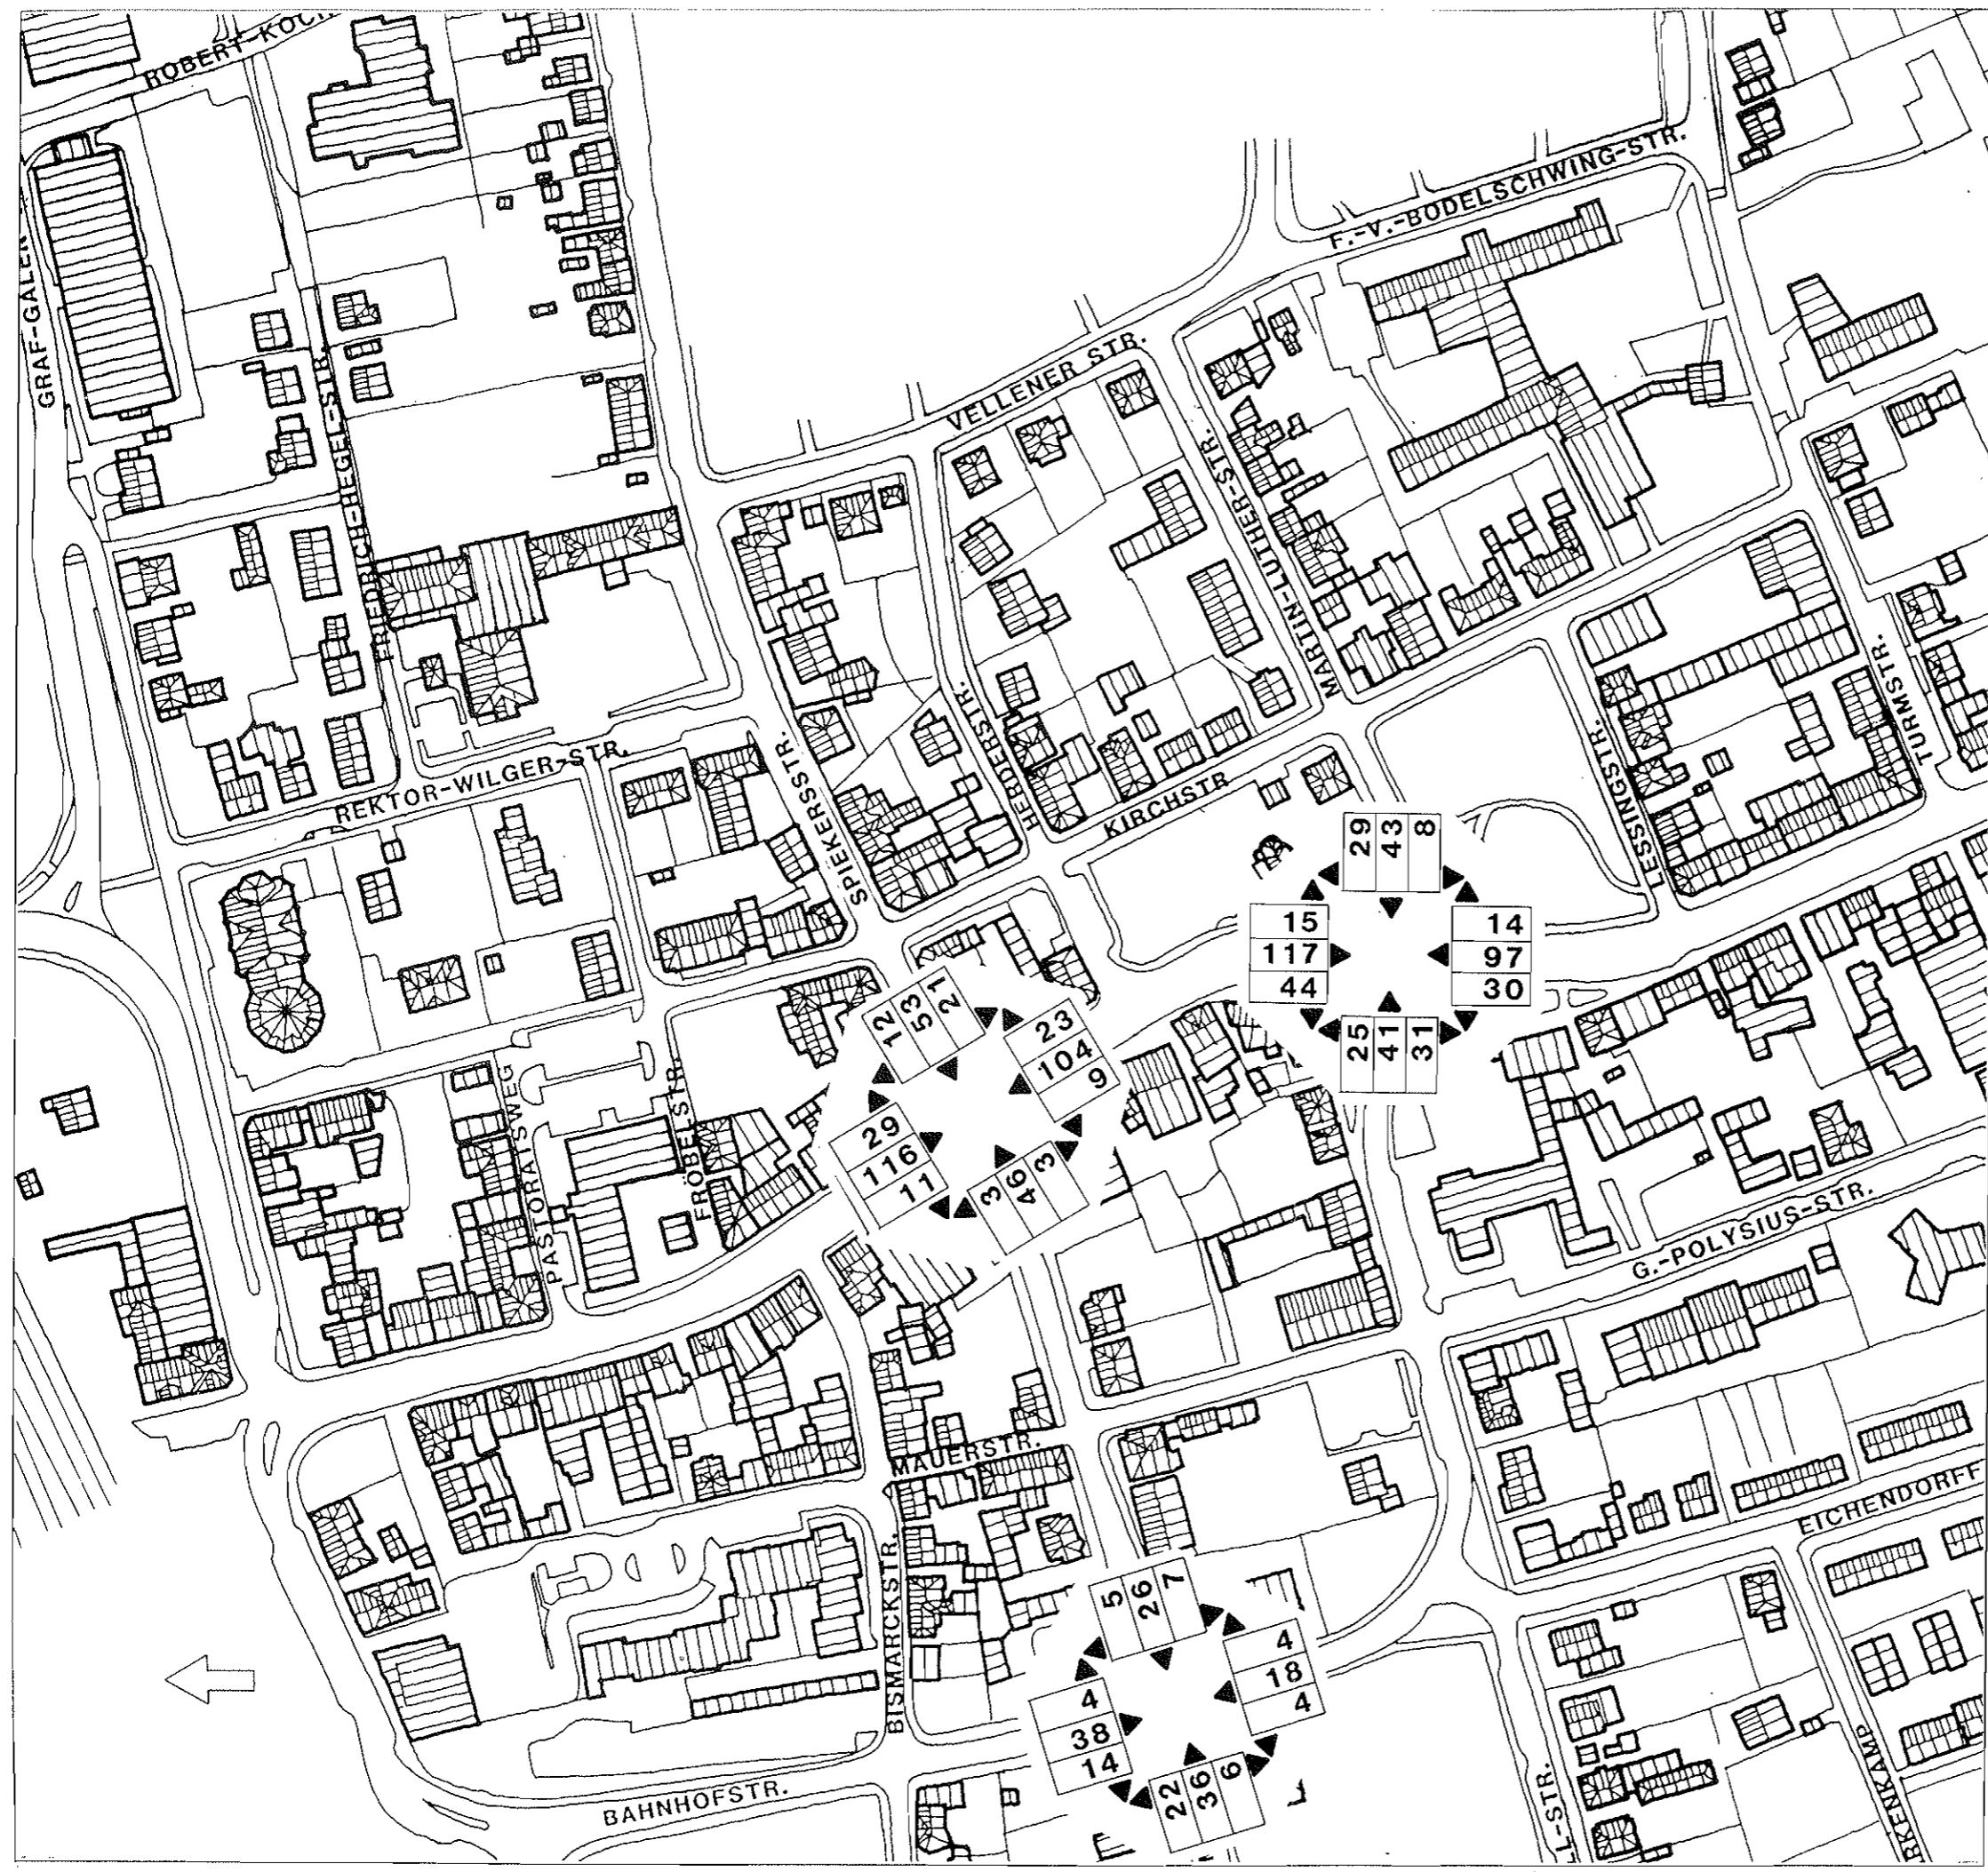 ROBERT-KOCH
GRAF-GALEN
F.-V.-BODELSCHWING-STR.
FRIEDRICH-HEGEL-STR.
VELLENER STR.
MARTIN-LUTHER-STR.
REKTOR-WILGER-STR.
SPIEKERSSTR.
HERDERSTR.
KIRCHSTR
LESSINGSTR.
TURMSTR.
29
43
8
15
117
44
14
97
30
25
41
31
12
53
21
23
104
9
29
116
11
3
46
3
PASTORATSWEG
FRÖBELSTR.
G.-POLYSIUS-STR.
MAUERSTR.
EICHENDORFF
BISMARCKSTR.
5
26
7
4
18
4
4
38
14
22
36
6
BAHNHOFSTR.
LL-STR.
RKENKAMP